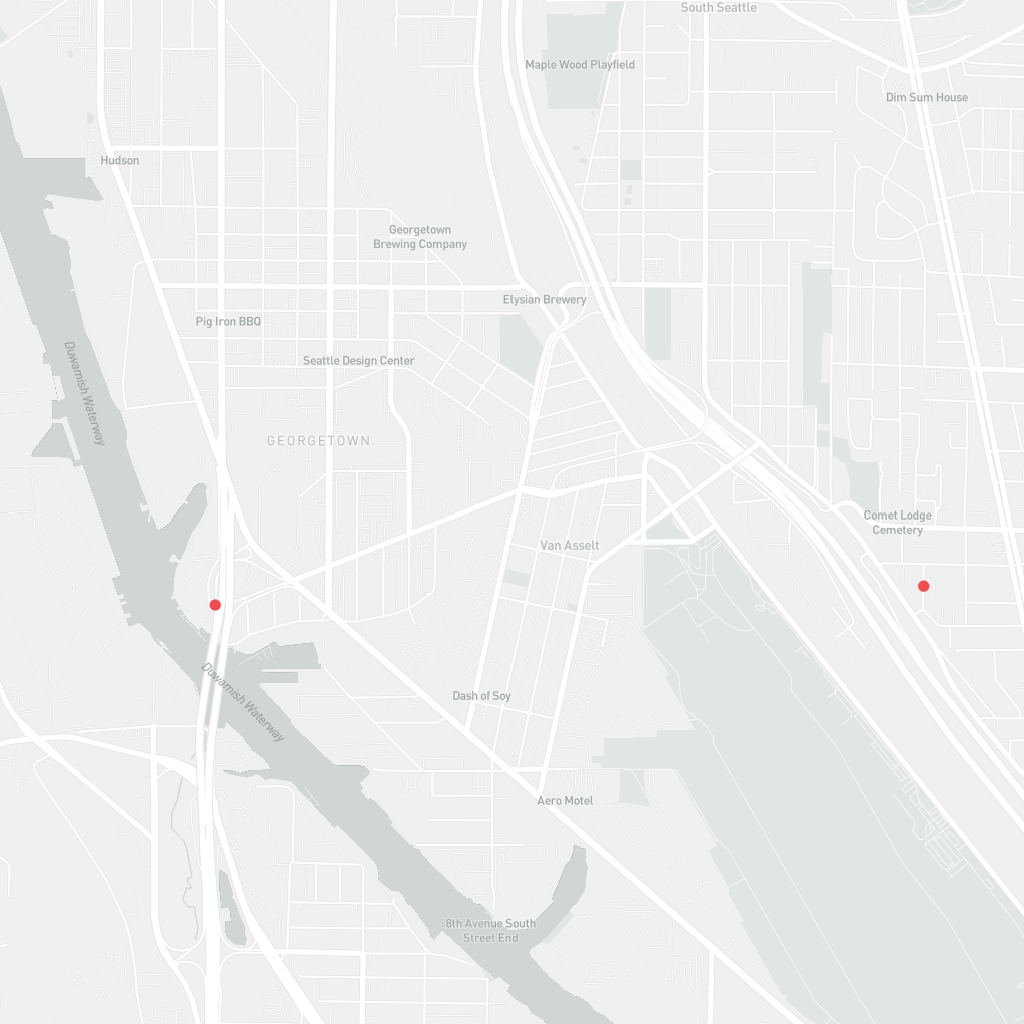 South Seattle
Maple Wood Playfield
Dim Sum House
Hudson
Georgetown
Brewing Company
Elysian Brewery
Pig Iron BBQ
Seattle Design Center
Duwamish Waterway
GEORGETOWN
Comet Lodge
Cemetery
Van Asselt
Duwamish Waterway
Dash of Soy
Aero Motel
8th Avenue South
Street End